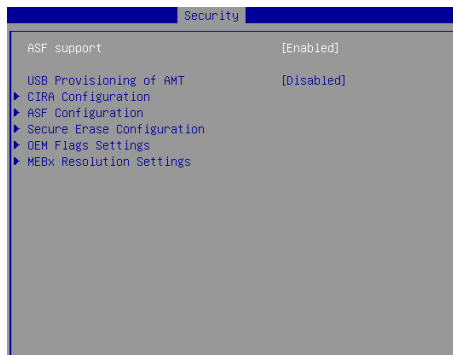 Security
ASF support [Enabled]
USB Provisioning of AMT [Disabled]
CIRA Configuration
ASF Configuration
Secure Erase Configuration
OEM Flags Settings
MEBx Resolution Settings